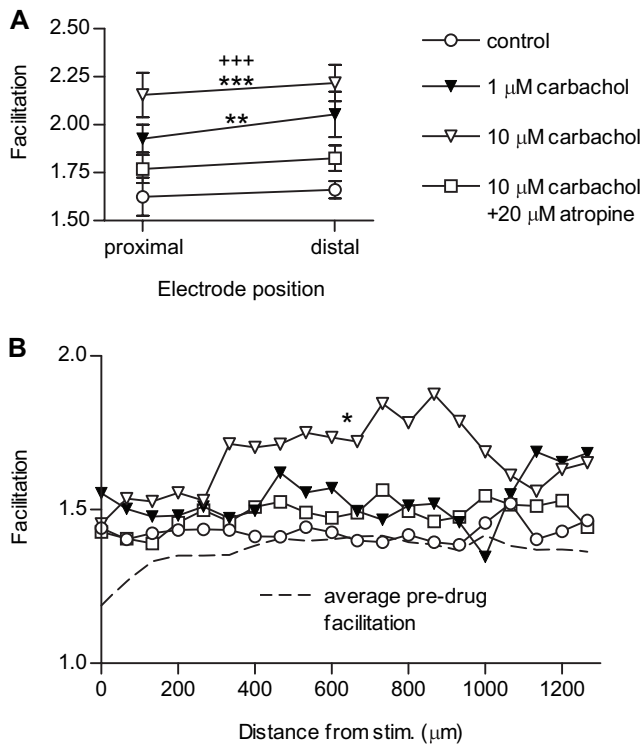 A
2.50
2.25
2.00
1.75
1.50
Facilitation
+++
***
**
proximal distal
Electrode position
control
1 μM carbachol
10 μM carbachol
10 μM carbachol
+20 μM atropine
B
2.0
1.5
1.0
Facilitation
*
average pre-drug
facilitation
0 200 400 600 800 1000 1200
Distance from stim. (μm)